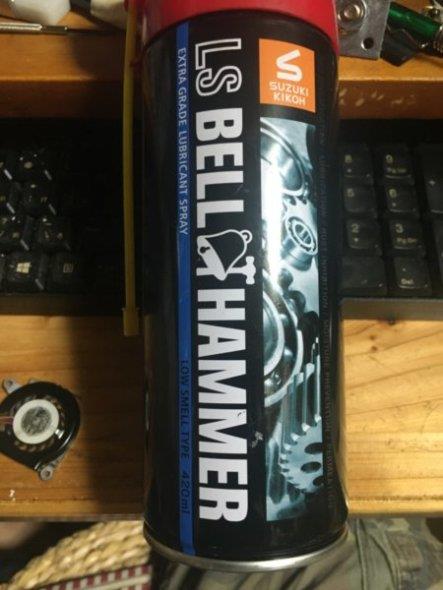 SUZUKI
KIKOH
LS BELL HAMMER
EXTRA GRADE LUBRICANT SPRAY
LOW SMELL TYPE 420ml